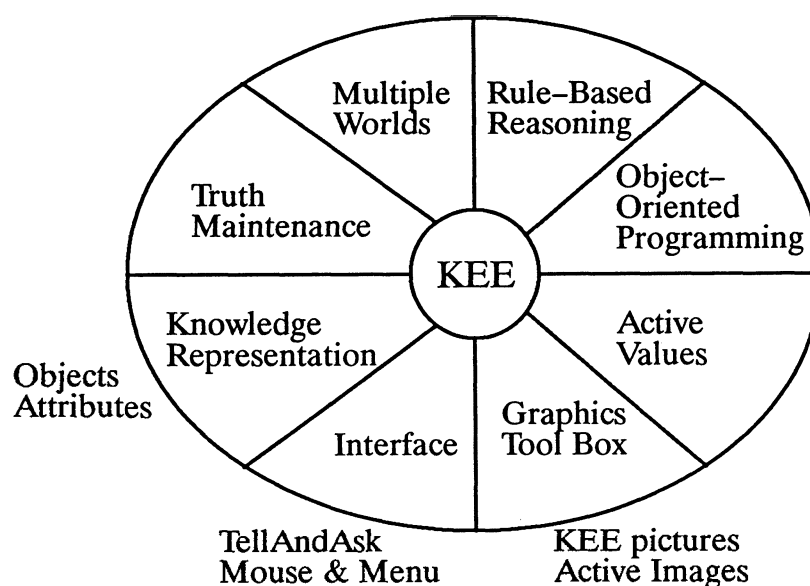 Multiple
Worlds
Rule–Based
Reasoning
Truth
Maintenance
Object–
Oriented
Programming
KEE
Knowledge
Representation
Active
Values
Objects
Attributes
Interface
Graphics
Tool Box
TellAndAsk
Mouse & Menu
KEE pictures
Active Images